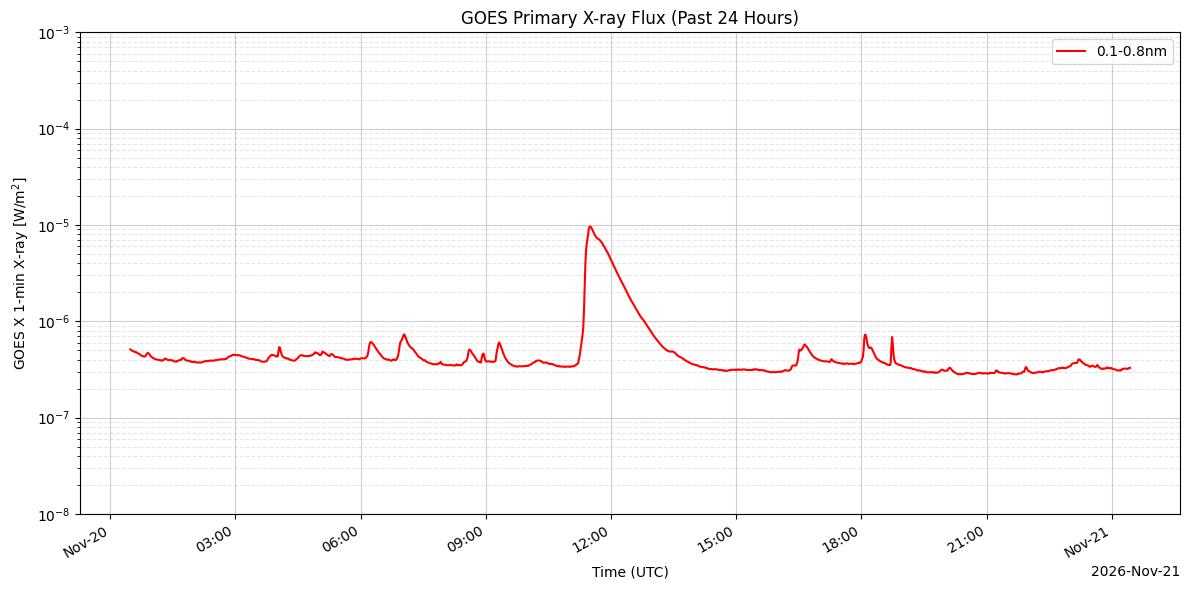 GOES Primary X-ray Flux (Past 24 Hours)
0.1-0.8nm
GOES X 1-min X-ray [W/m²]
10⁻³
10⁻⁴
10⁻⁵
10⁻⁶
10⁻⁷
10⁻⁸
Nov-20
03:00
06:00
09:00
12:00
15:00
18:00
21:00
Nov-21
Time (UTC)
2026-Nov-21